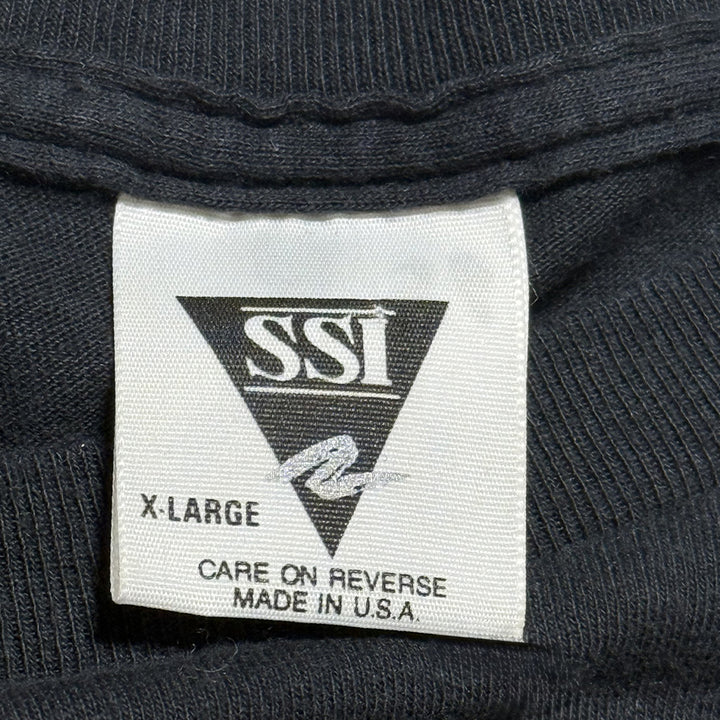 SSI
X-LARGE
CARE ON REVERSE
MADE IN U.S.A.